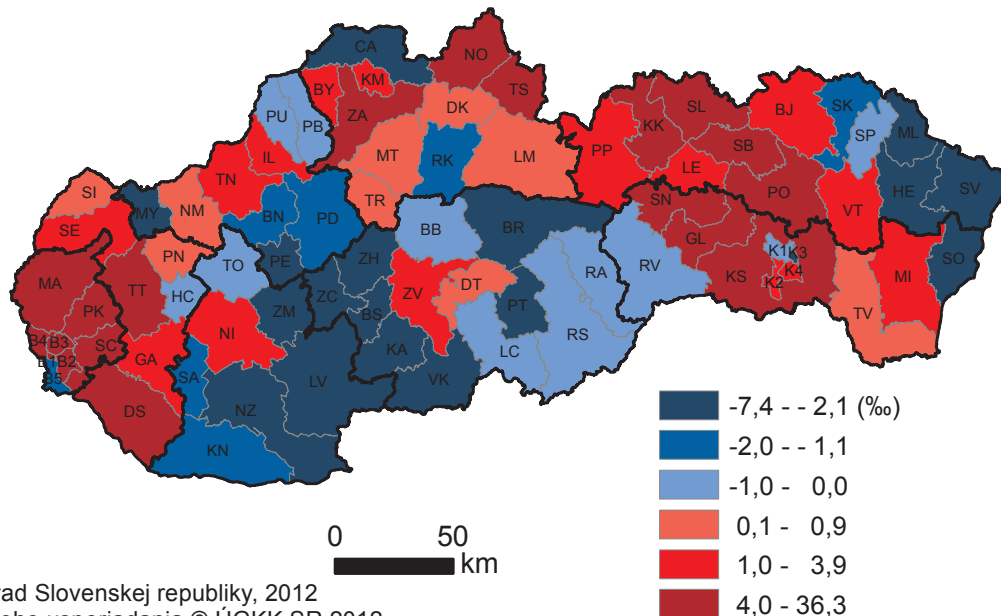 CA
NO
KM
BY
TS
PU
PB
ZA
DK
SL
BJ
SK
KK
SP
ML
IL
MT
RK
LM
PP
SB
LE
TN
HE
SV
SI
MY
NM
BN
PD
TR
PO
VT
SN
SE
BB
BR
PN
TO
PE
ZH
GL
K1
K3
SO
MA
TT
HC
ZC
ZV
DT
RA
RV
KS
K4
K2
MI
PK
ZM
BS
PT
TV
B4
B3
SC
NI
RS
B1
B2
GA
KA
LC
B5
SA
LV
VK
DS
NZ
KN
-7,4 - - 2,1 (‰)
-2,0 - - 1,1
-1,0 - 0,0
0,1 - 0,9
1,0 - 3,9
4,0 - 36,3
0 50
km
rad Slovenskej republiky, 2012